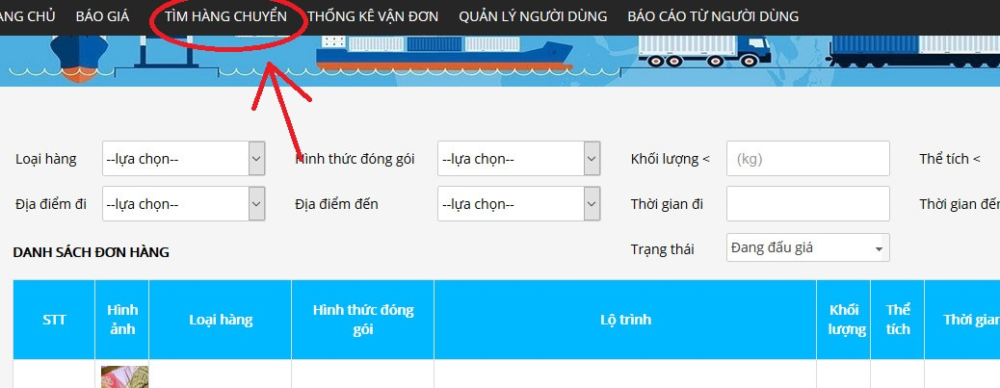 ANG CHỦ BÁO GIÁ TÌM HÀNG CHUYỂN THỐNG KÊ VẬN ĐƠN QUẢN LÝ NGƯỜI DÙNG BÁO CÁO TỪ NGƯỜI DÙNG
Loại hàng --lựa chọn-- Hình thức đóng gói --lựa chọn-- Khối lượng < (kg) Thể tích <
Địa điểm đi --lựa chọn-- Địa điểm đến --lựa chọn-- Thời gian đi Thời gian đến
Trạng thái Đang đấu giá
DANH SÁCH ĐƠN HÀNG
STT Hình ảnh Loại hàng Hình thức đóng gói Lộ trình Khối lượng Thể tích Thời gian